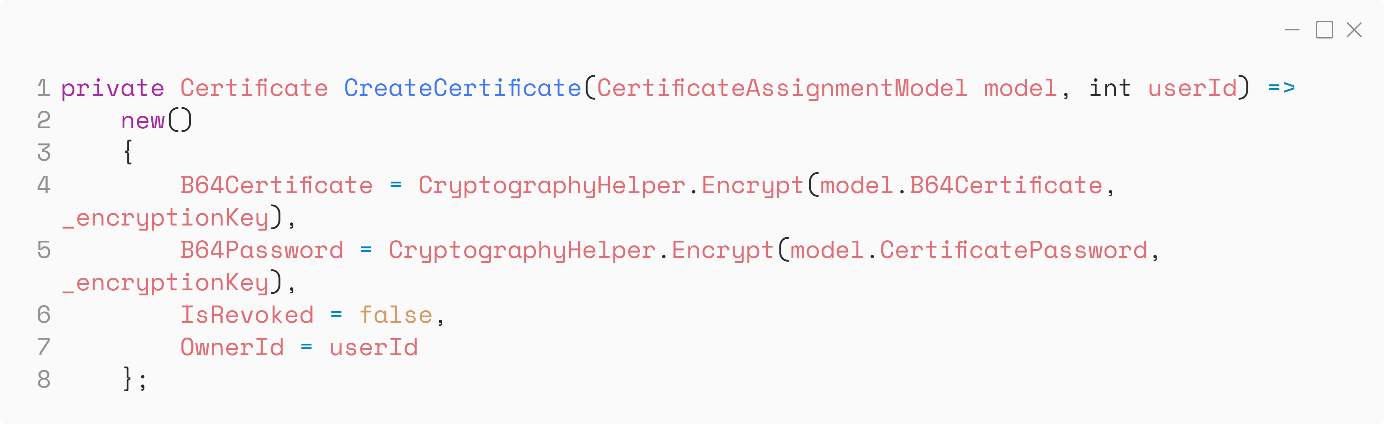 1 private Certificate CreateCertificate(CertificateAssignmentModel model, int userId) =>
2     new()
3     {
4         B64Certificate = CryptographyHelper.Encrypt(model.B64Certificate,
_encryptionKey),
5         B64Password = CryptographyHelper.Encrypt(model.CertificatePassword,
_encryptionKey),
6         IsRevoked = false,
7         OwnerId = userId
8     };